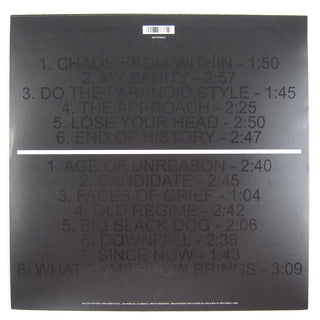 1. CHAOS FROM WITHIN - 1:50
2. MY SANITY - 2:57
3. DO THE PARANOID STYLE - 1:45
4. THE APPROACH - 2:25
5. LOSE YOUR HEAD - 2:50
6. END OF HISTORY - 2:47
1. AGE OF UNREASON - 2:40
2. CANDIDATE - 2:45
3. FACES OF GRIEF - 1:04
4. OLD REGIME - 2:42
5. BIG BLACK DOG - 2:06
6. DOWNFALL - 2:36
7. SINCE NOW - 1:43
8. WHAT TOMORROW BRINGS - 3:09